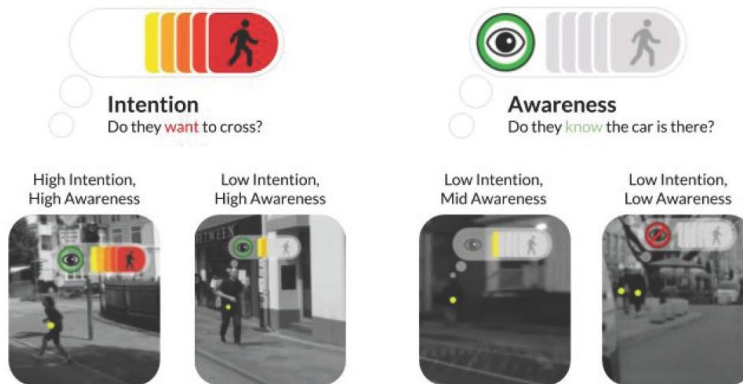 Intention
Do they want to cross?
Awareness
Do they know the car is there?
High Intention,
High Awareness
Low Intention,
High Awareness
Low Intention,
Mid Awareness
Low Intention,
Low Awareness